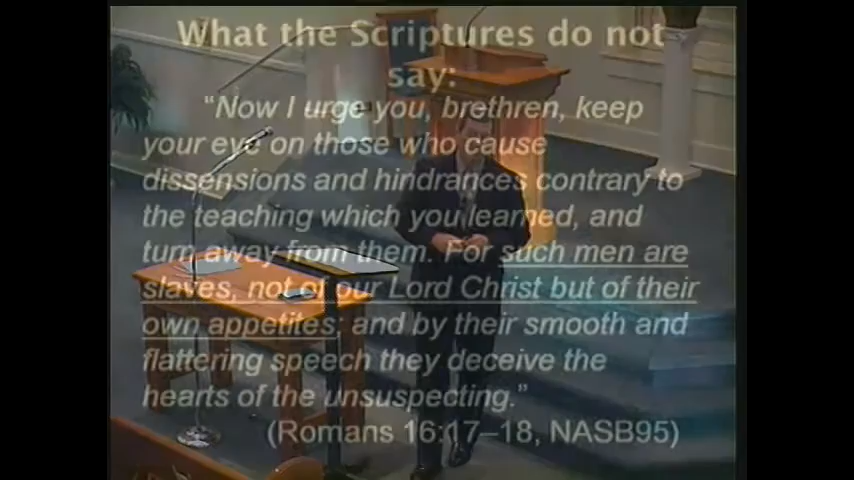 What the Scriptures do not
say:
“Now I urge you, brethren, keep
your eye on those who cause
dissensions and hindrances contrary to
the teaching which you learned, and
turn away from them. For such men are
slaves, not of our Lord Christ but of their
own appetites; and by their smooth and
flattering speech they deceive the
hearts of the unsuspecting.”
(Romans 16:17–18, NASB95)